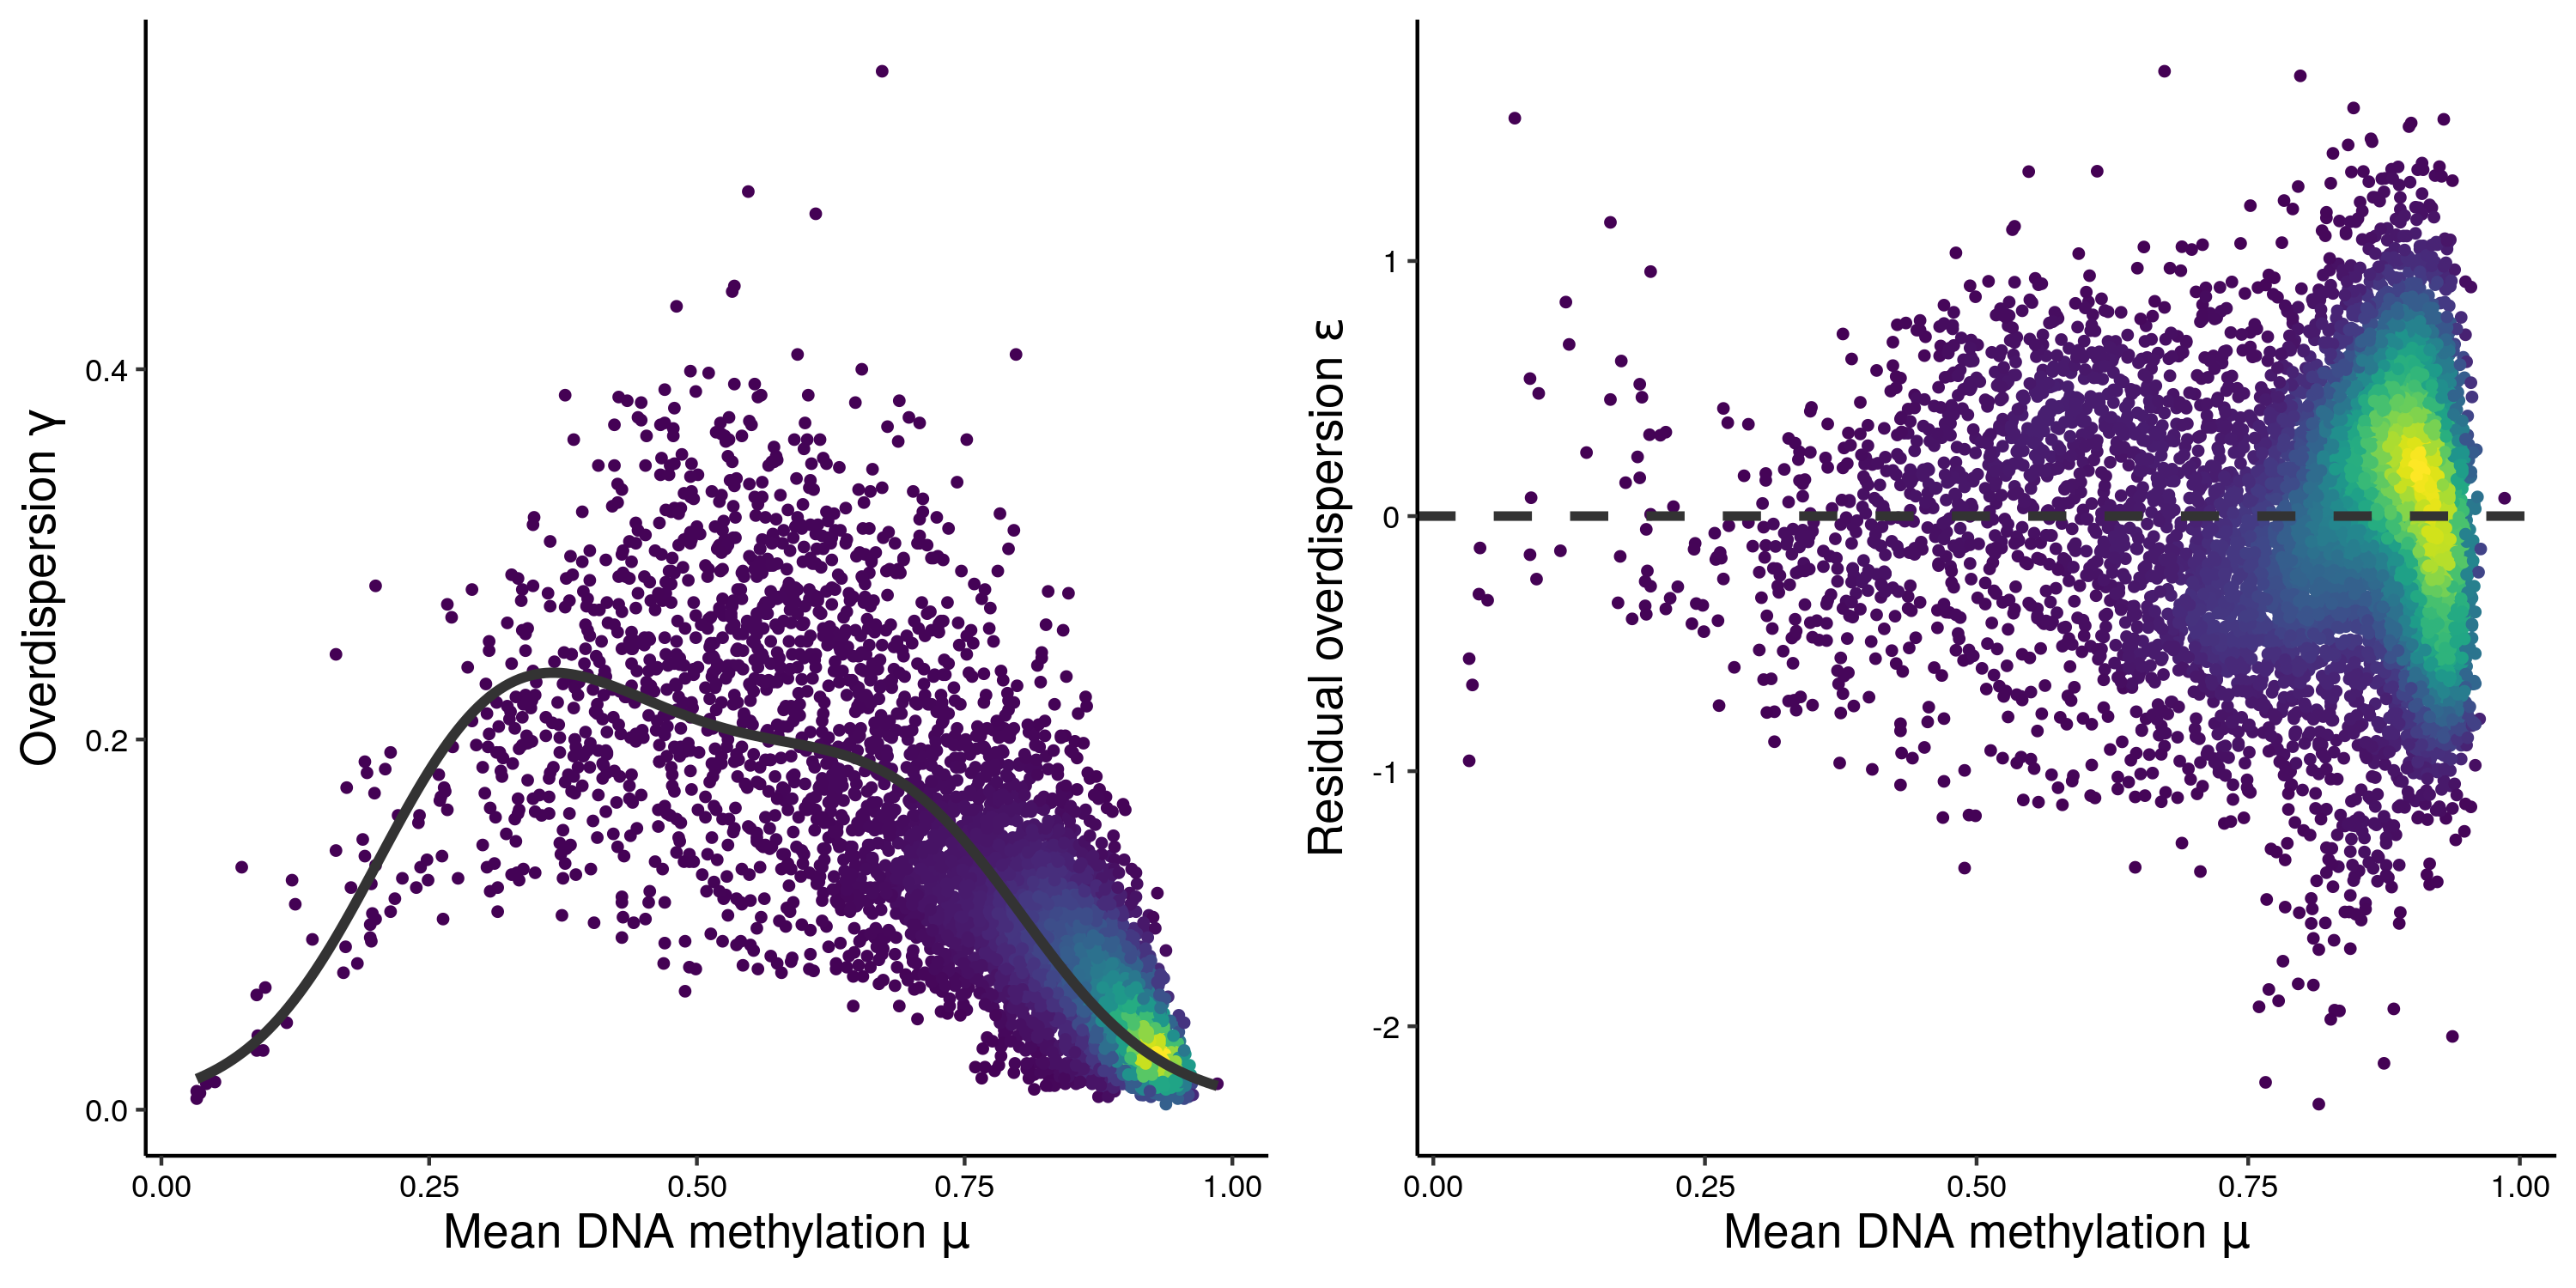 Overdispersion γ
0.4
0.2
0.0
0.00 0.25 0.50 0.75 1.00
Mean DNA methylation μ
Residual overdispersion ε
1
0
-1
-2
0.00 0.25 0.50 0.75 1.00
Mean DNA methylation μ